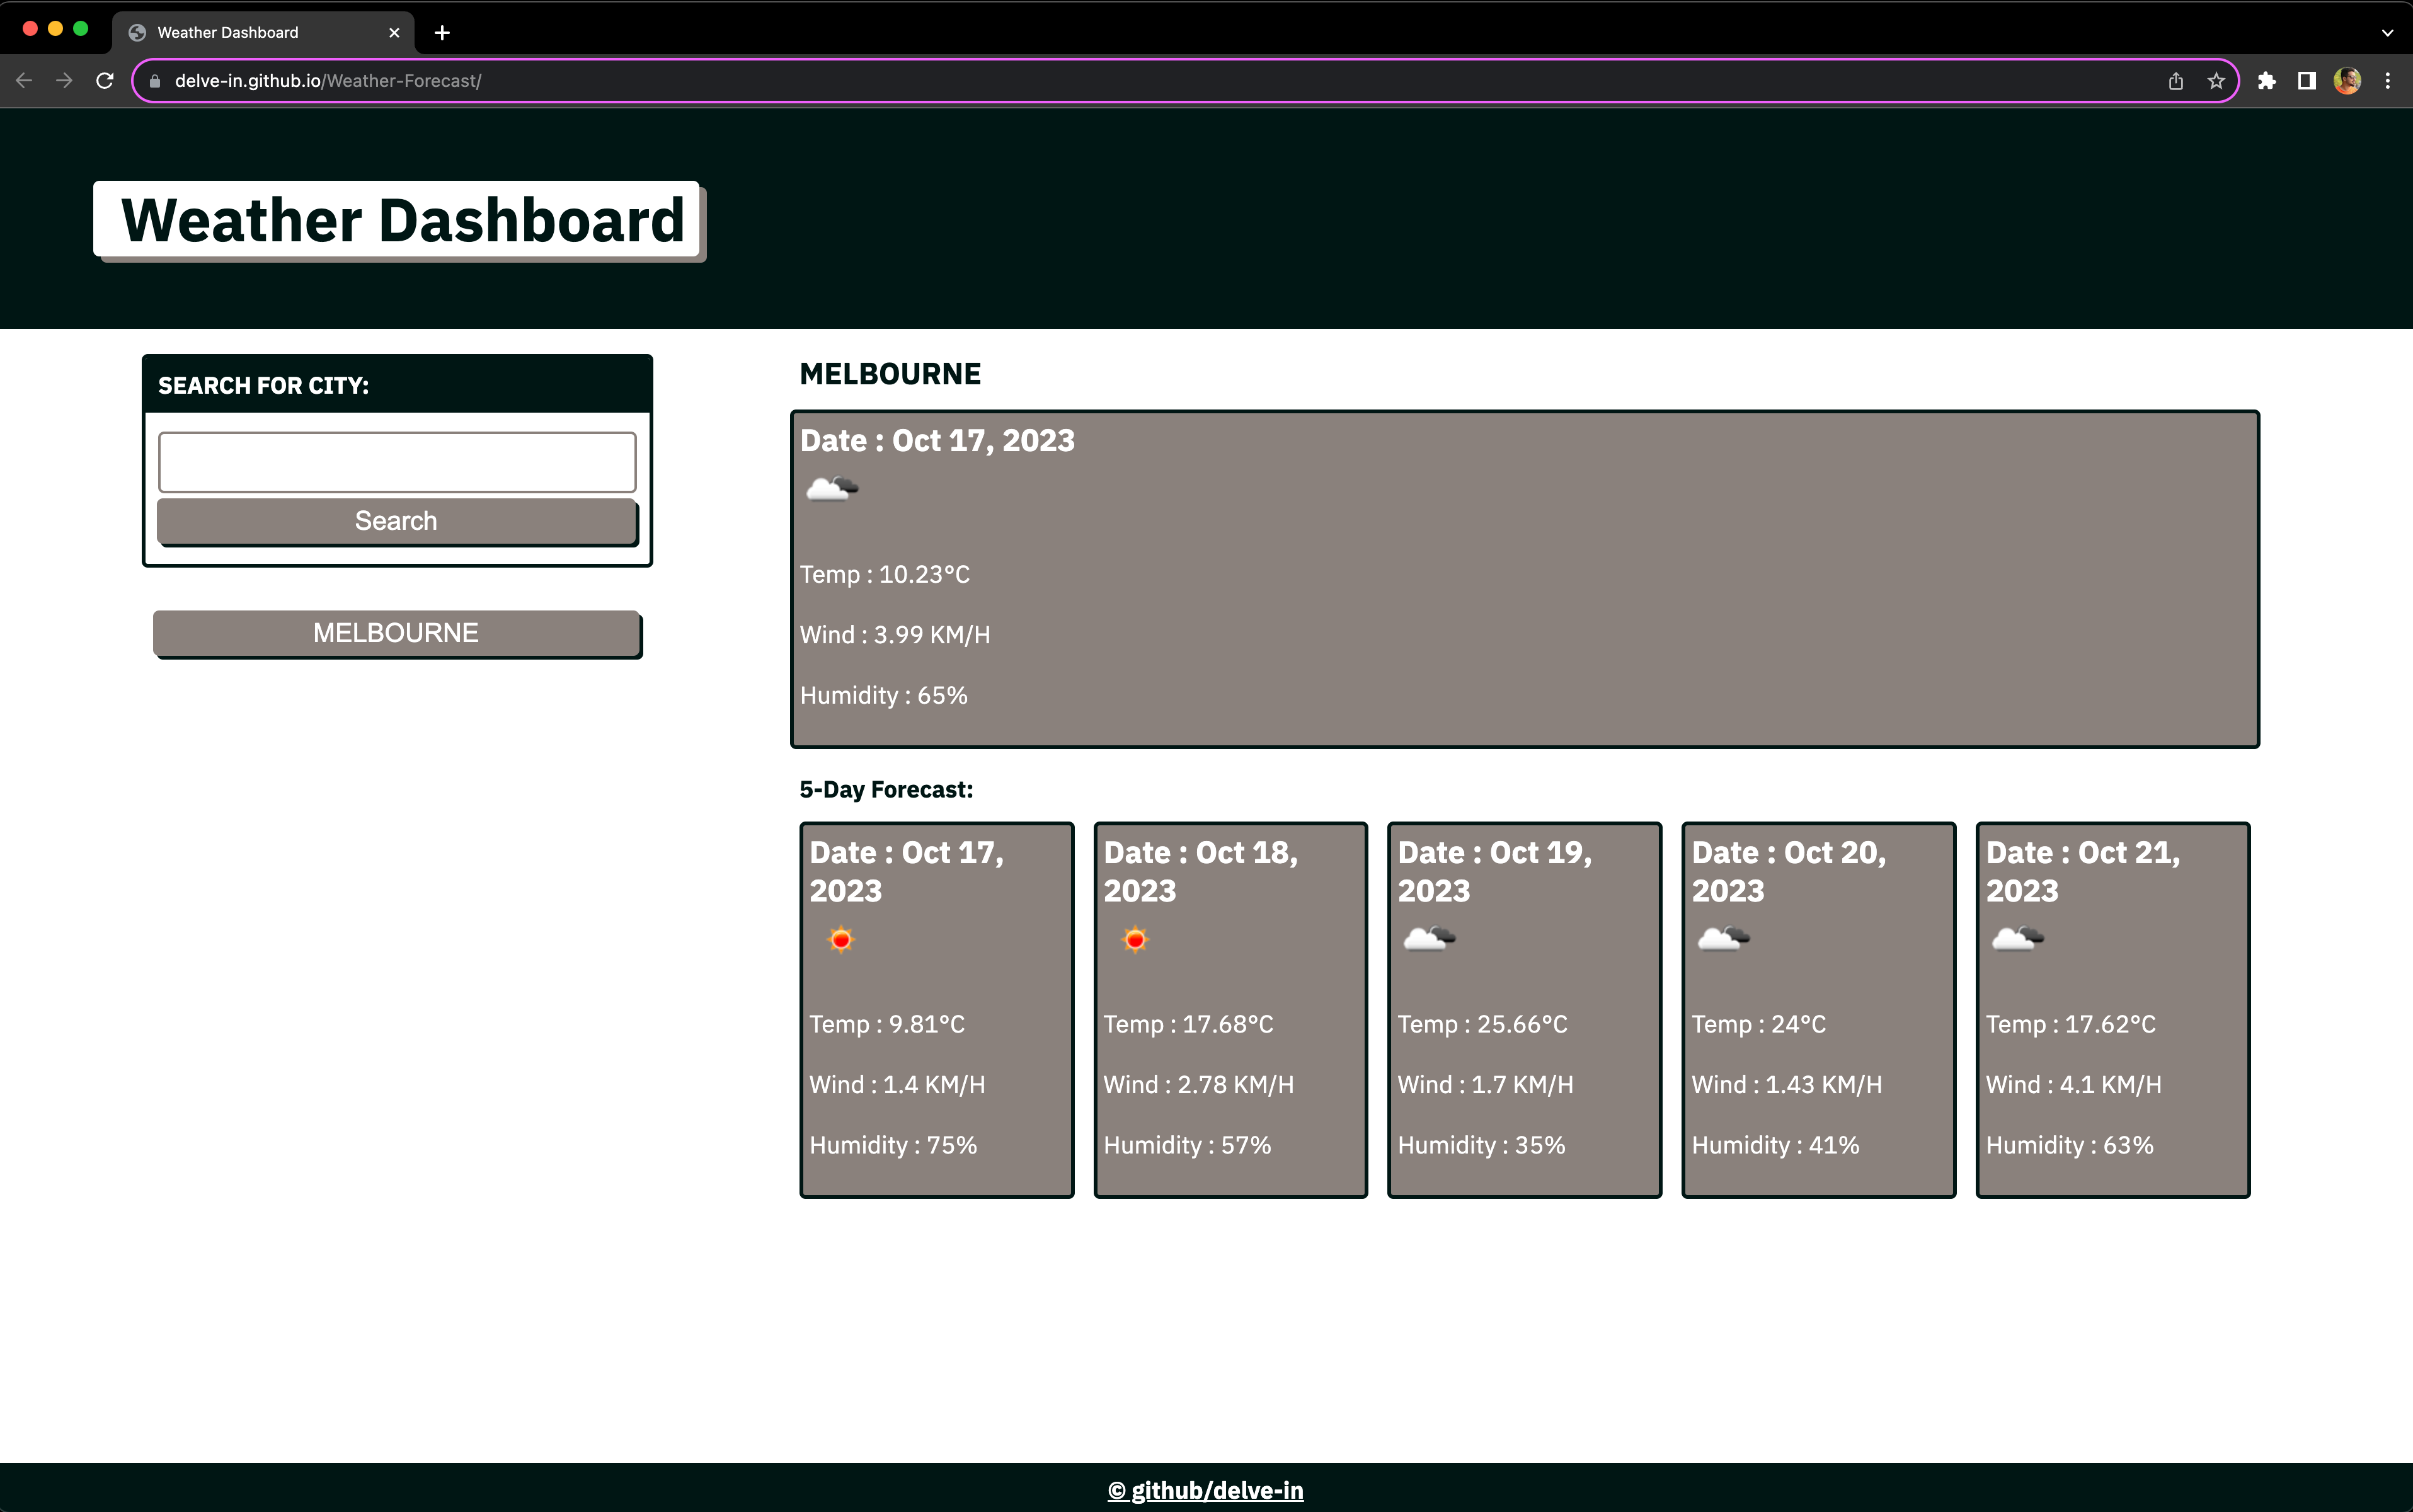 Weather Dashboard
delve-in.github.io/Weather-Forecast/
Weather Dashboard
SEARCH FOR CITY:
Search
MELBOURNE
MELBOURNE
Date : Oct 17, 2023
Temp : 10.23°C
Wind : 3.99 KM/H
Humidity : 65%
5-Day Forecast:
Date : Oct 17,
2023
Temp : 9.81°C
Wind : 1.4 KM/H
Humidity : 75%
Date : Oct 18,
2023
Temp : 17.68°C
Wind : 2.78 KM/H
Humidity : 57%
Date : Oct 19,
2023
Temp : 25.66°C
Wind : 1.7 KM/H
Humidity : 35%
Date : Oct 20,
2023
Temp : 24°C
Wind : 1.43 KM/H
Humidity : 41%
Date : Oct 21,
2023
Temp : 17.62°C
Wind : 4.1 KM/H
Humidity : 63%
© github/delve-in